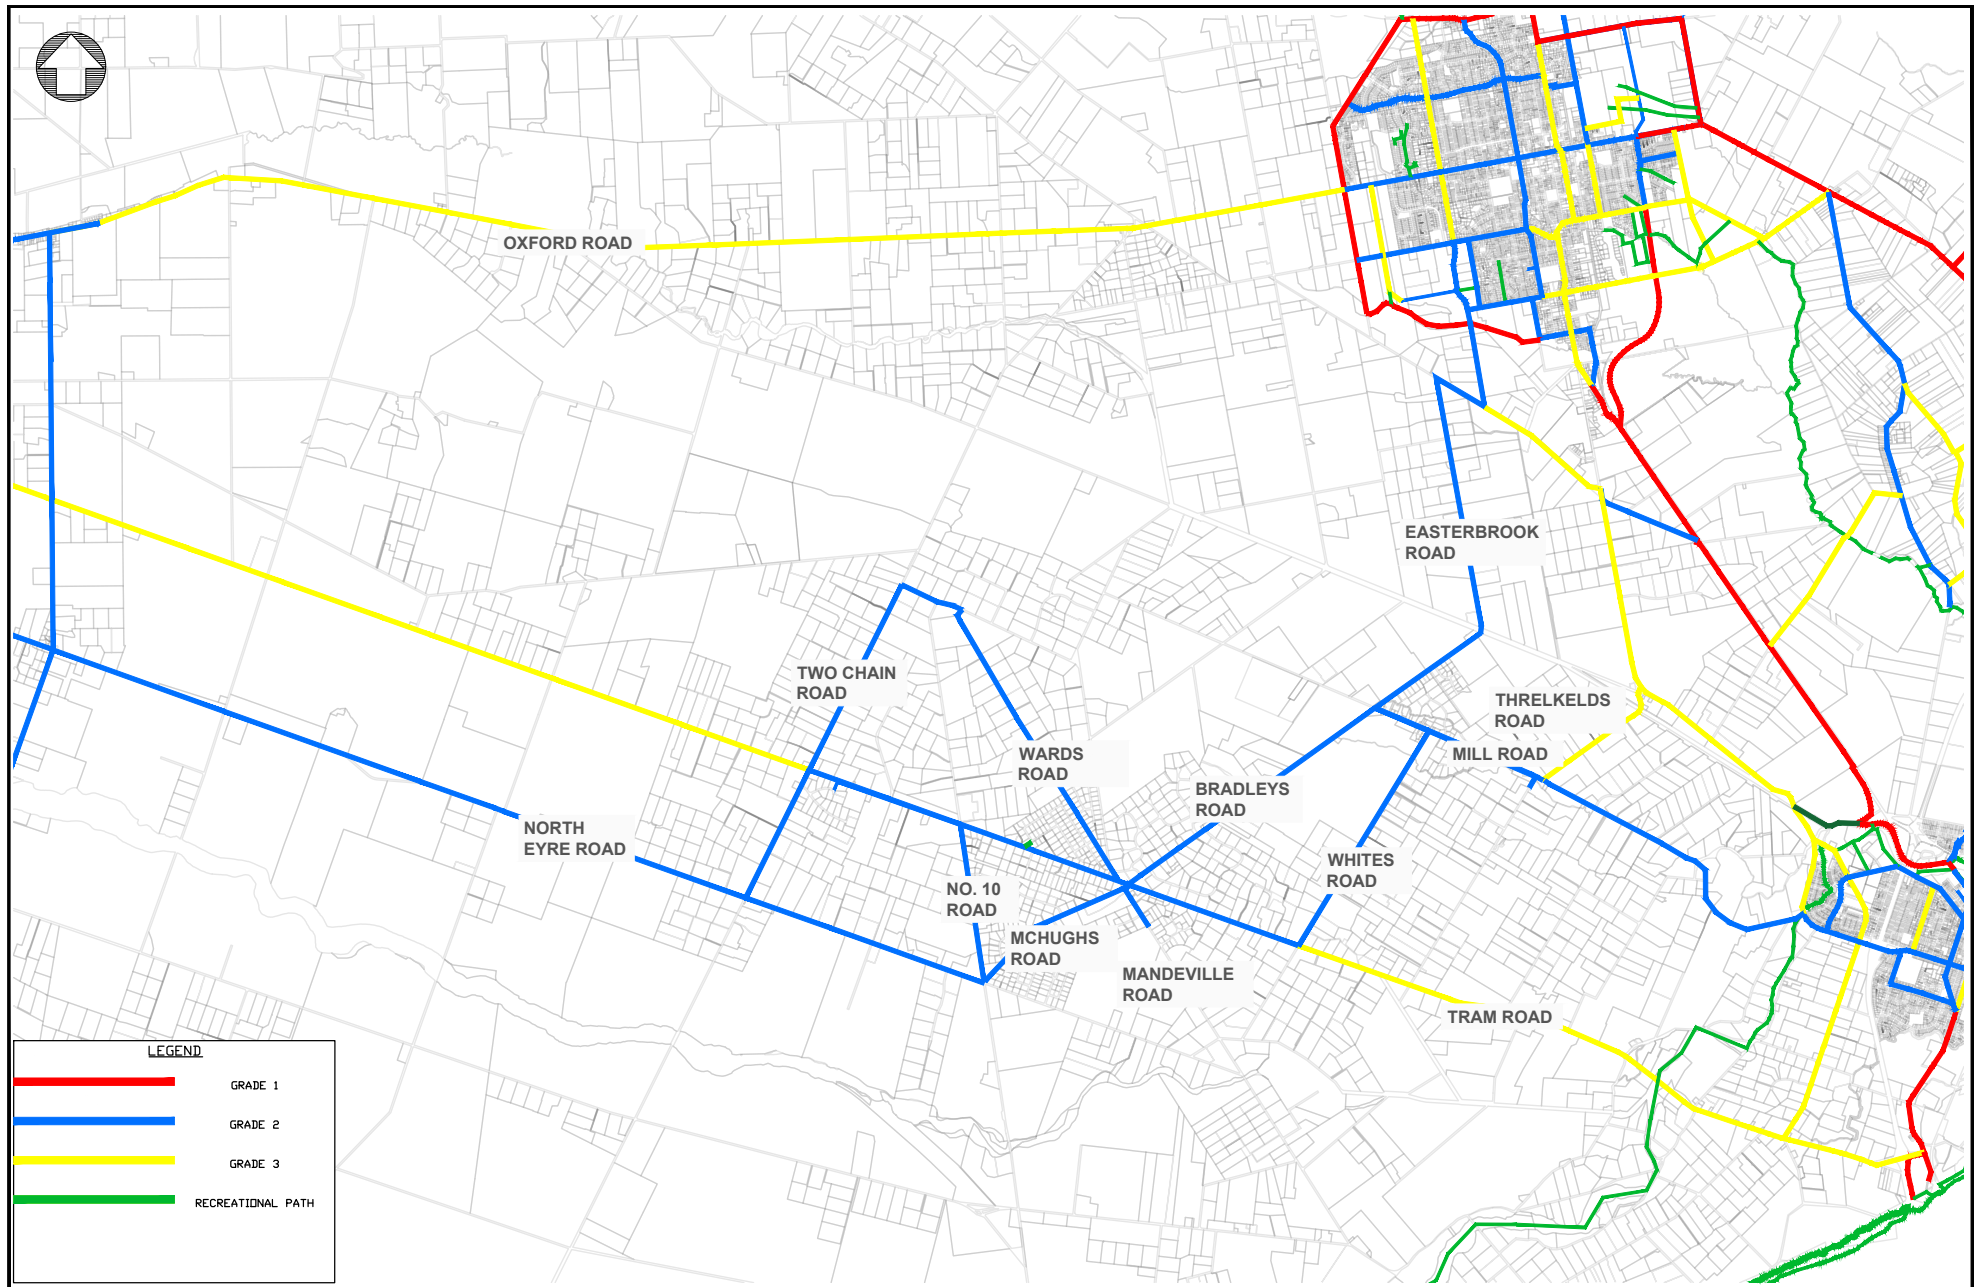 OXFORD ROAD
EASTERBROOK
ROAD
TWO CHAIN
ROAD
THRELKELDS
ROAD
WARDS
ROAD
MILL ROAD
BRADLEYS
ROAD
NORTH
EYRE ROAD
WHITES
ROAD
NO. 10
ROAD
MCHUGHS
ROAD
MANDEVILLE
ROAD
TRAM ROAD
LEGEND
GRADE 1
GRADE 2
GRADE 3
RECREATIONAL PATH